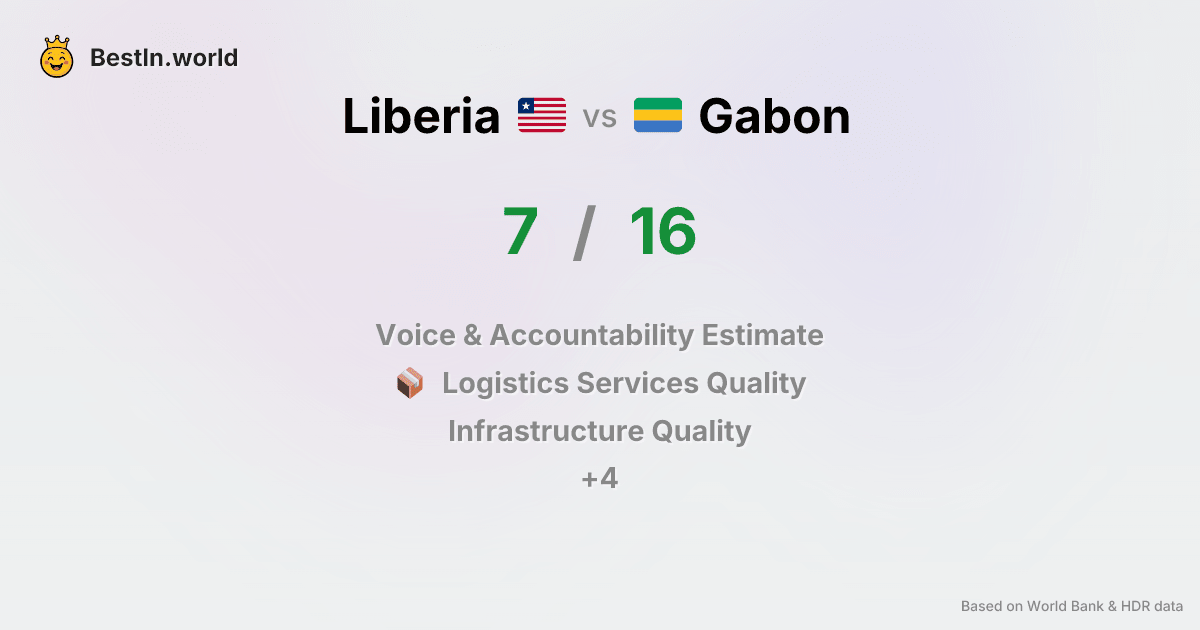 BestIn.world
Liberia vs Gabon
7 / 16
Voice & Accountability Estimate
Logistics Services Quality
Infrastructure Quality
+4
Based on World Bank & HDR data